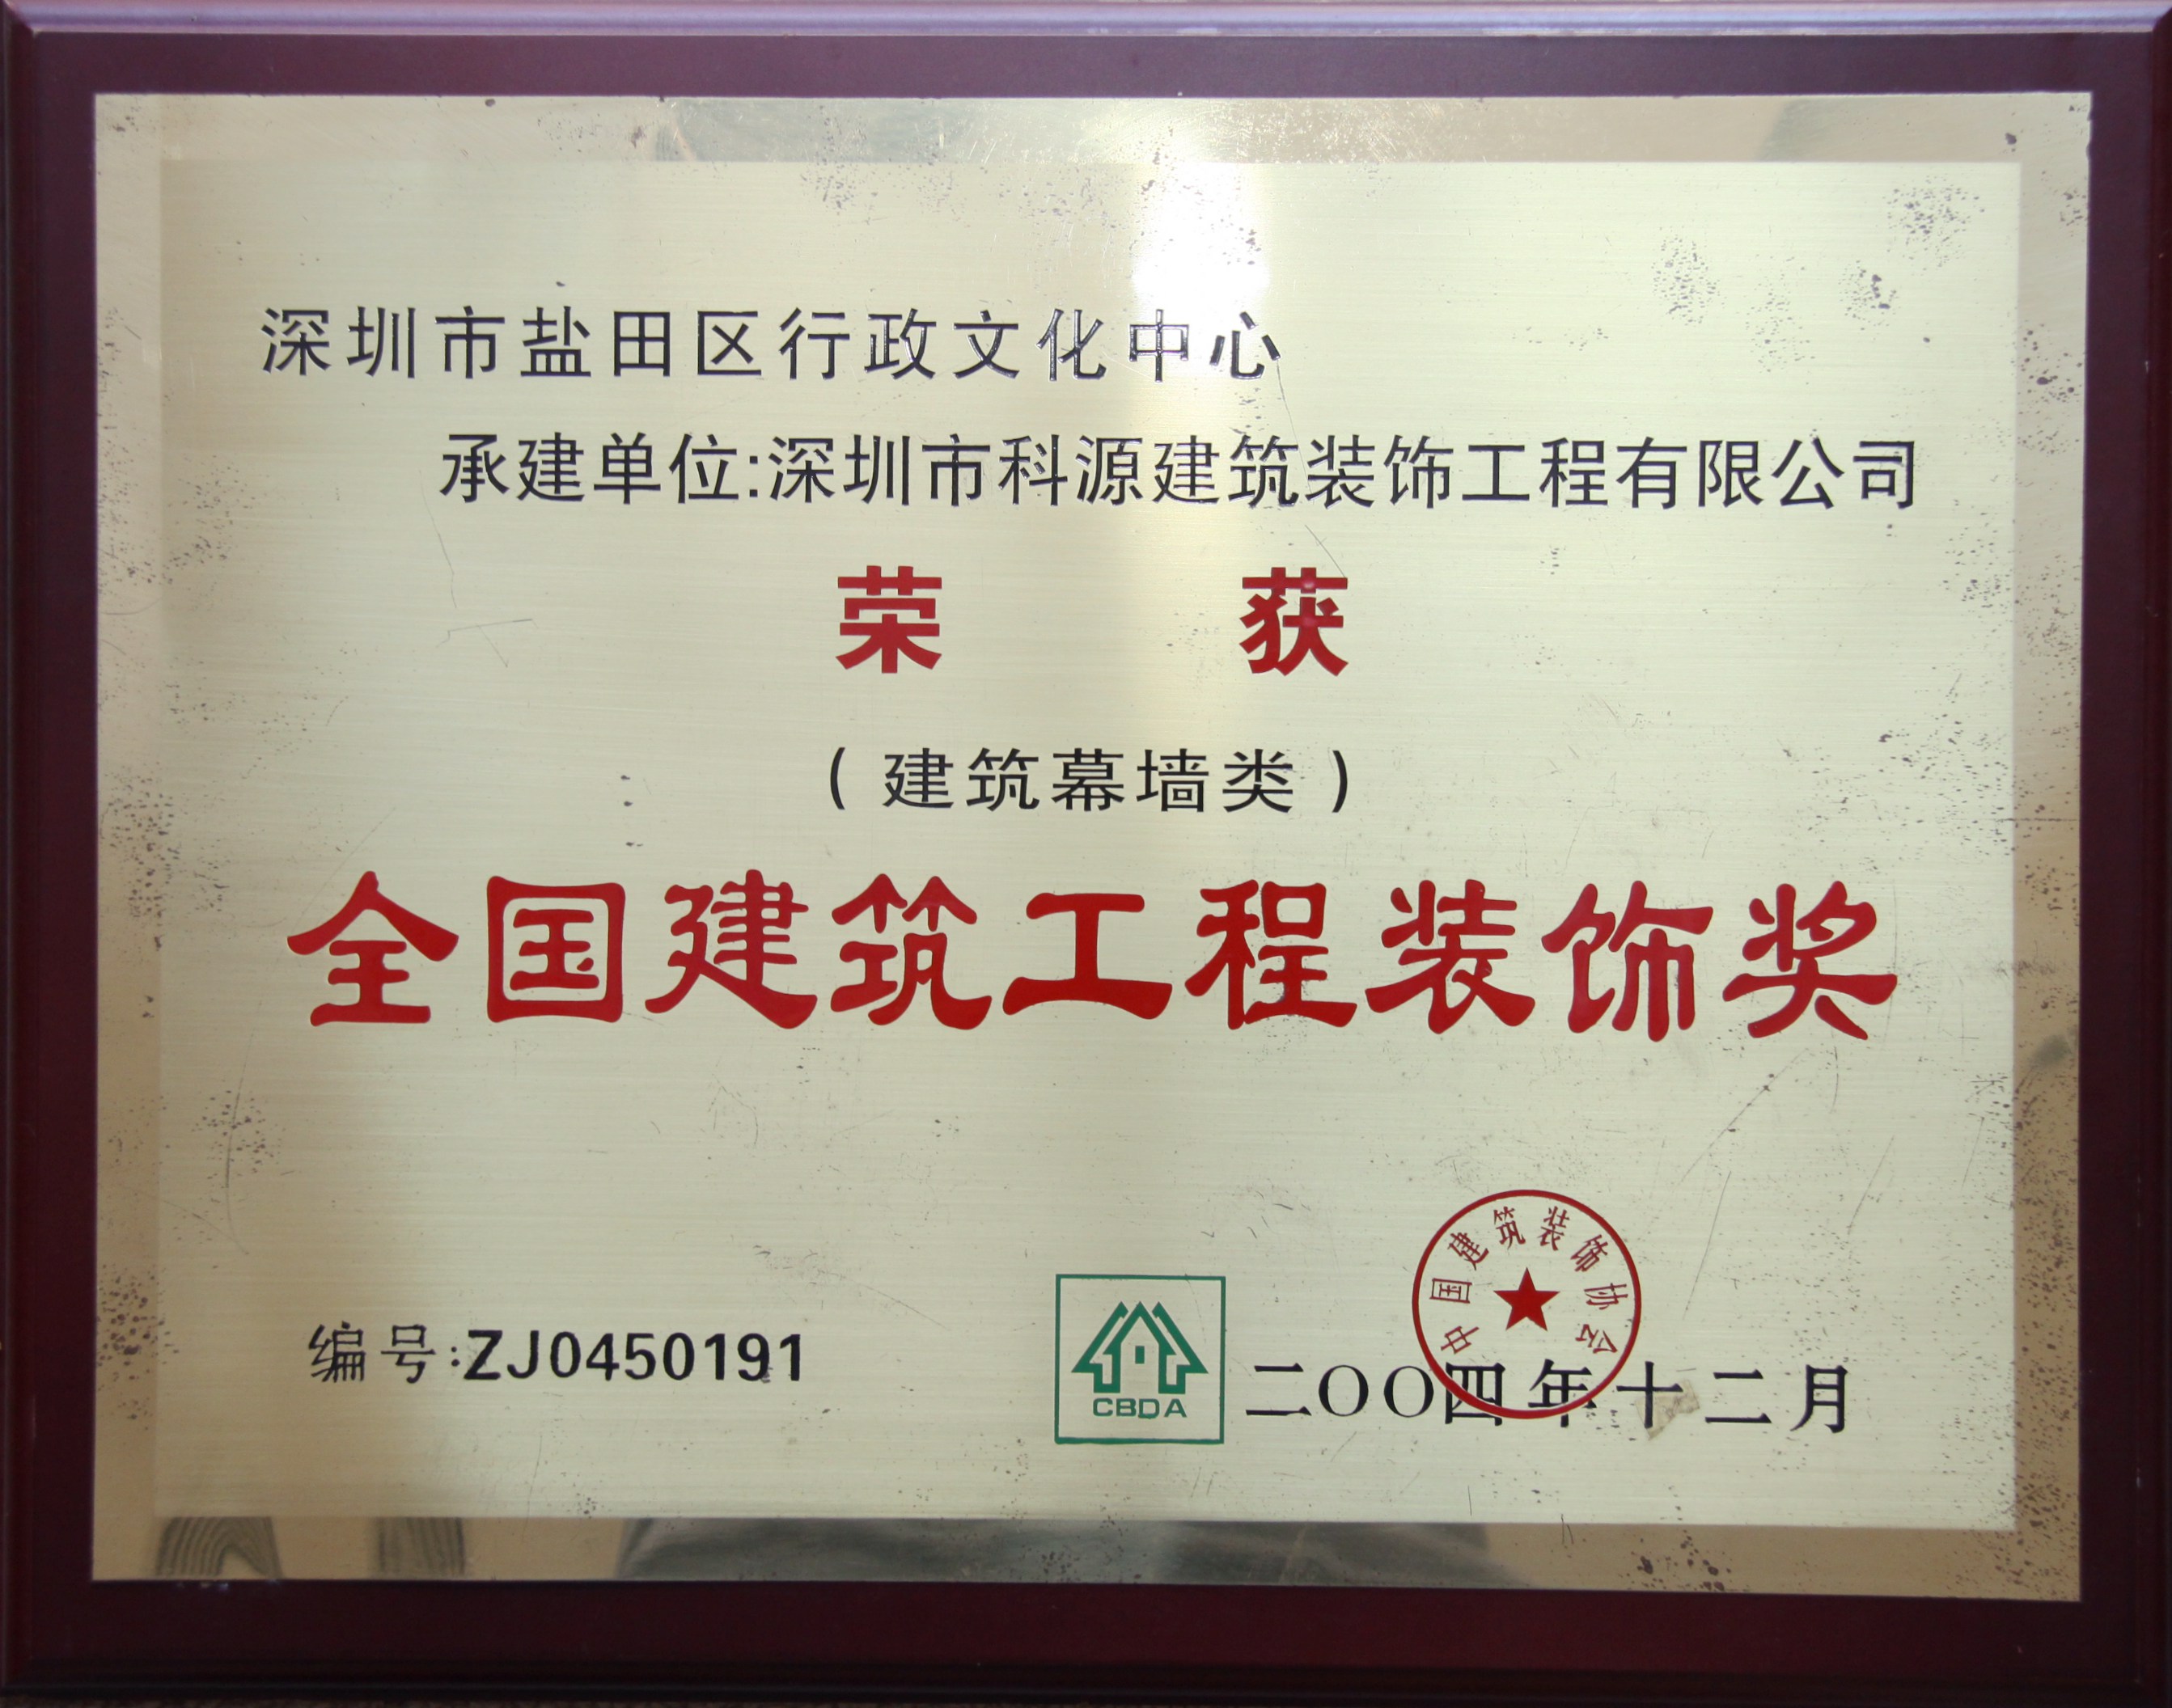 深圳市盐田区行政文化中心
承建单位:深圳市科源建筑装饰工程有限公司
荣 获
(建筑幕墙类)
全国建筑工程装饰奖
中国建筑装饰协会
编号:ZJ0450191
CBDA
二〇〇四年十二月